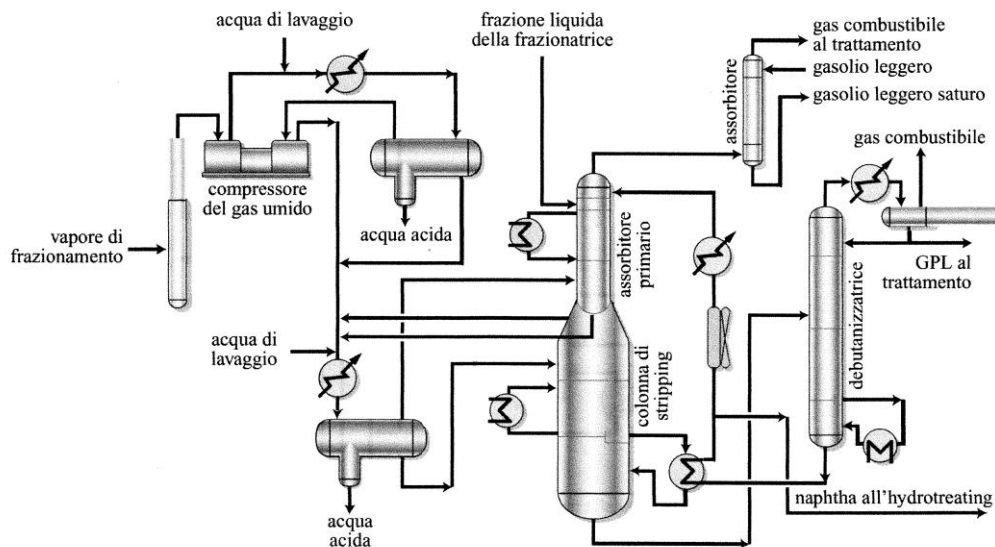 acqua di lavaggio
frazione liquida
della frazionatrice
gas combustibile
al trattamento
gasolio leggero
gasolio leggero saturo
assorbitore
gas combustibile
compressore
del gas umido
acqua acida
vapore di
frazionamento
assorbitore
primario
GPL al
trattamento
debutanizzatrice
acqua di
lavaggio
colonna di
stripping
naphtha all'hydrotreating
acqua
acida